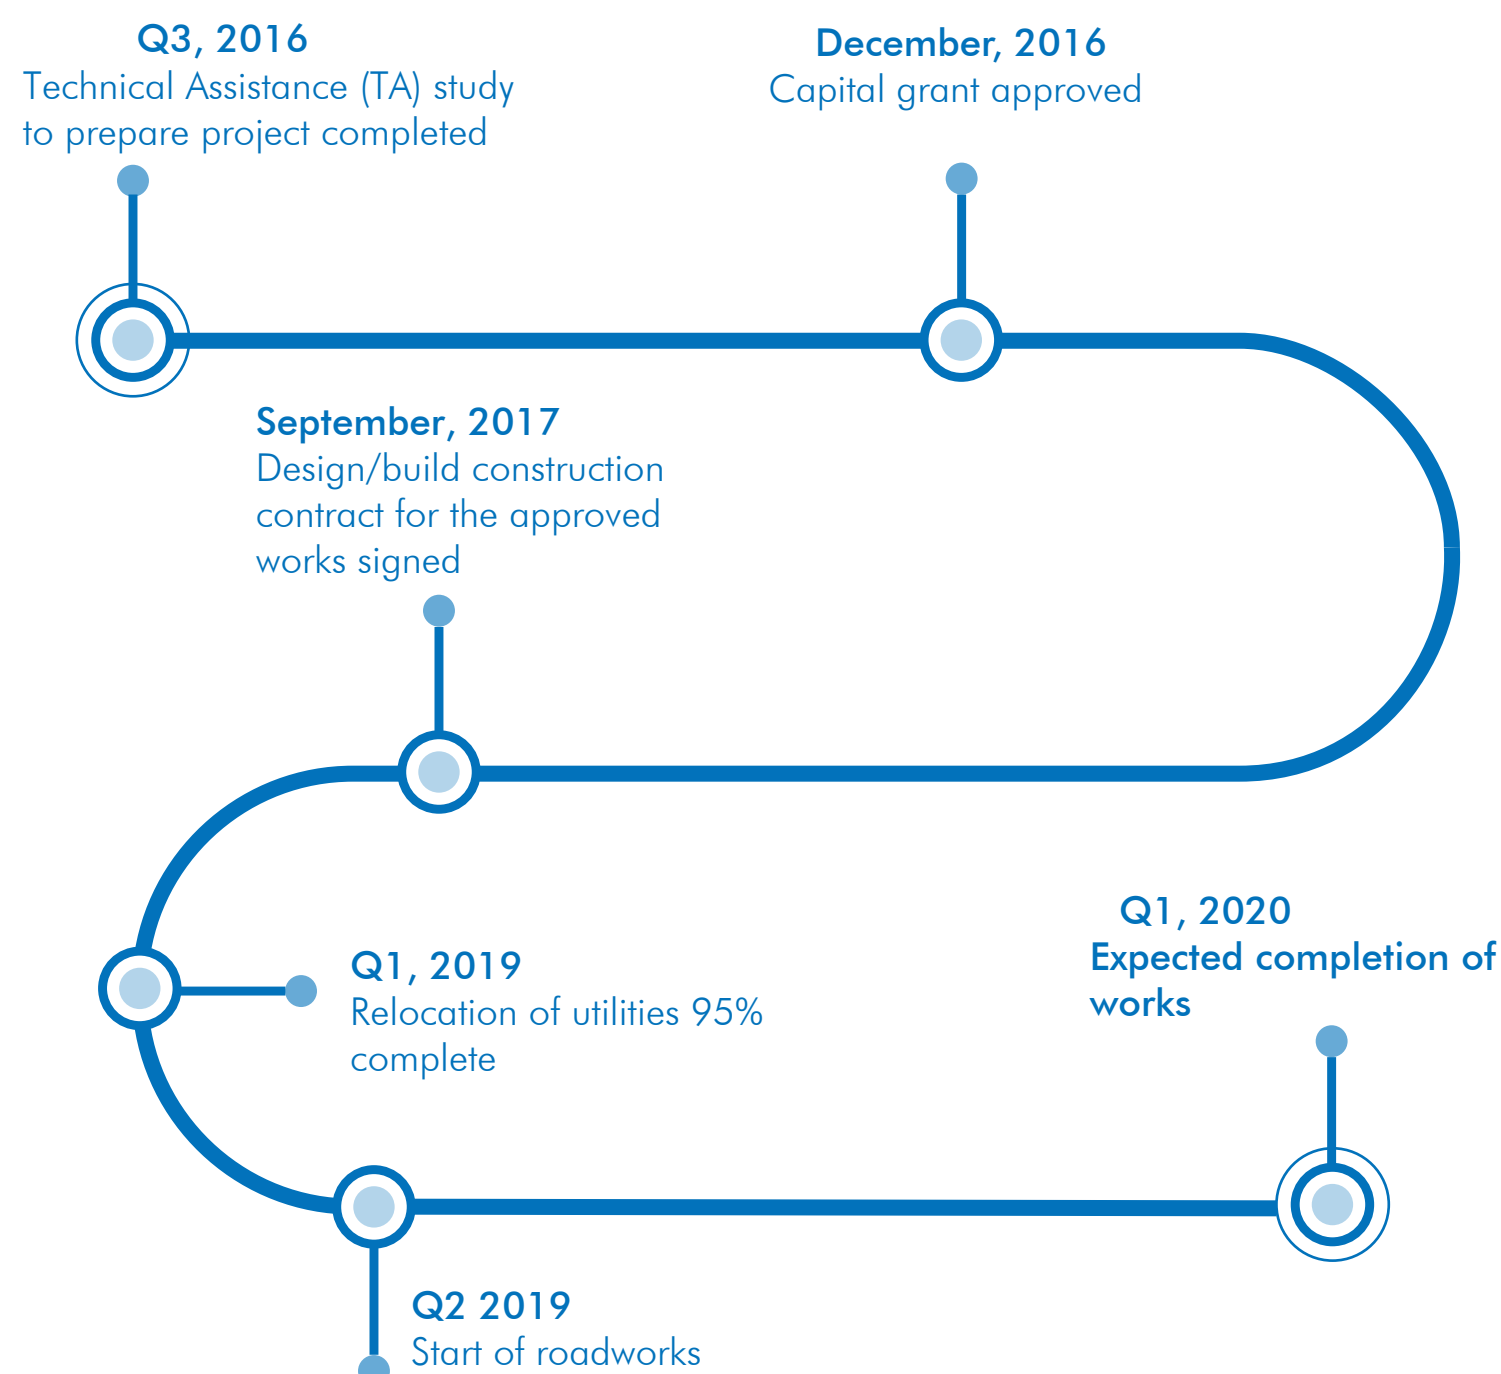 Q3, 2016
Technical Assistance (TA) study
to prepare project completed
December, 2016
Capital grant approved
September, 2017
Design/build construction
contract for the approved
works signed
Q1, 2019
Relocation of utilities 95%
complete
Q1, 2020
Expected completion of
works
Q2 2019
Start of roadworks